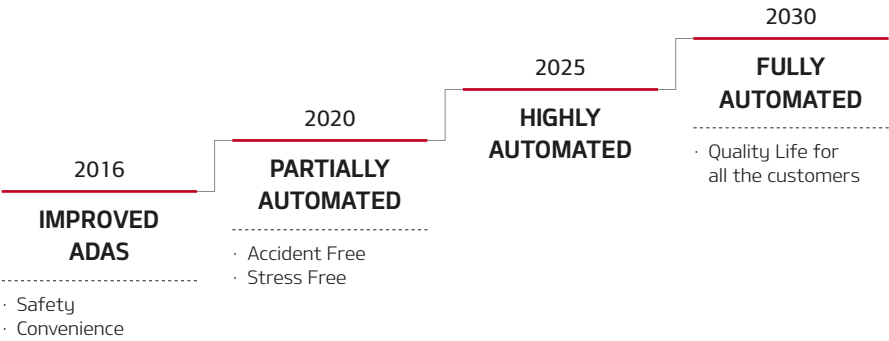 2016
IMPROVED
ADAS
· Safety
· Convenience
2020
PARTIALLY
AUTOMATED
· Accident Free
· Stress Free
2025
HIGHLY
AUTOMATED
2030
FULLY
AUTOMATED
· Quality Life for
all the customers